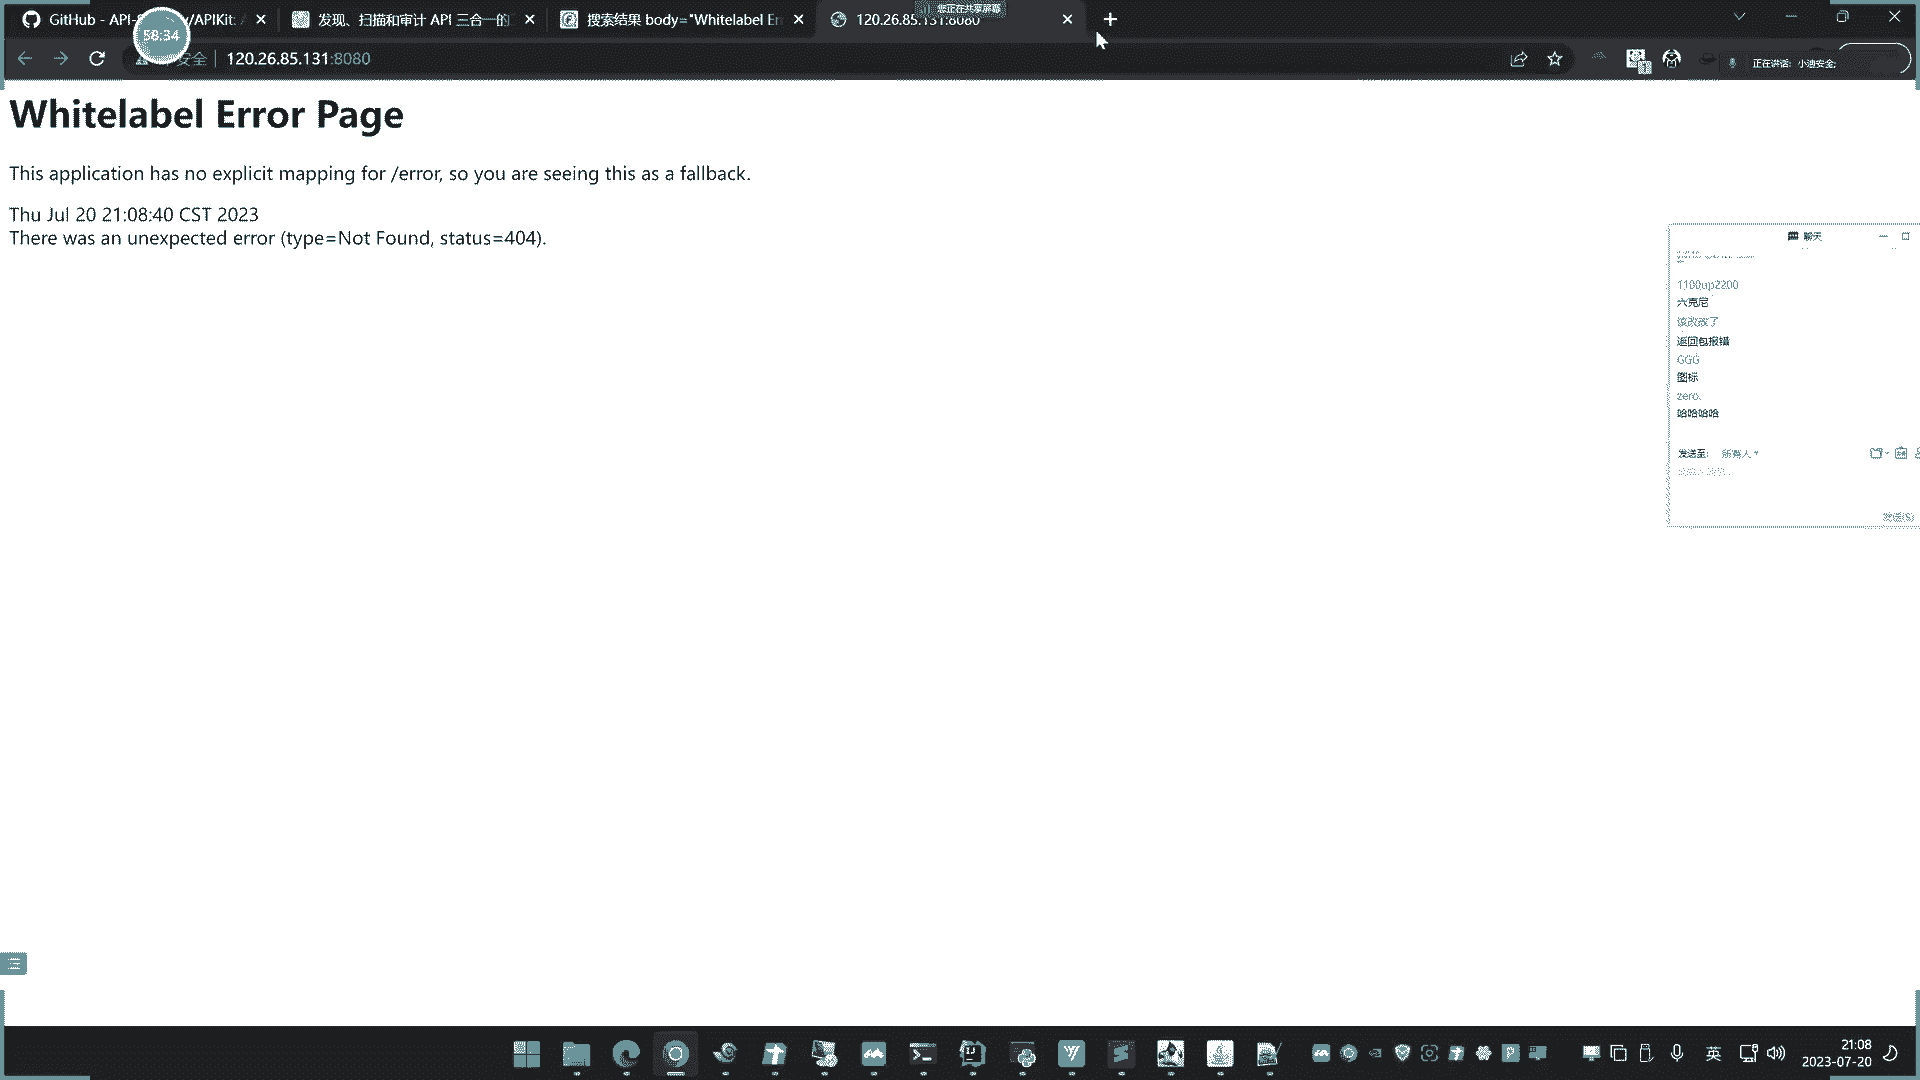 GitHub - API-
y/APIKit:
发现、扫描和审计 API 三合一的
搜索结果 body="Whitelabel Er
120.26.85.131:8080
您正在共享屏幕
58:34
安全
120.26.85.131:8080
正在讲话: 小迪安全;
Whitelabel Error Page
This application has no explicit mapping for /error, so you are seeing this as a fallback.
Thu Jul 20 21:08:40 CST 2023
There was an unexpected error (type=Not Found, status=404).
聊天
1100up2200
六克尼
该改改了
返回包报错
GGG
图标
zero.
哈哈哈哈
发送至:
所有人
发送(S)
英
21:08
2023-07-20